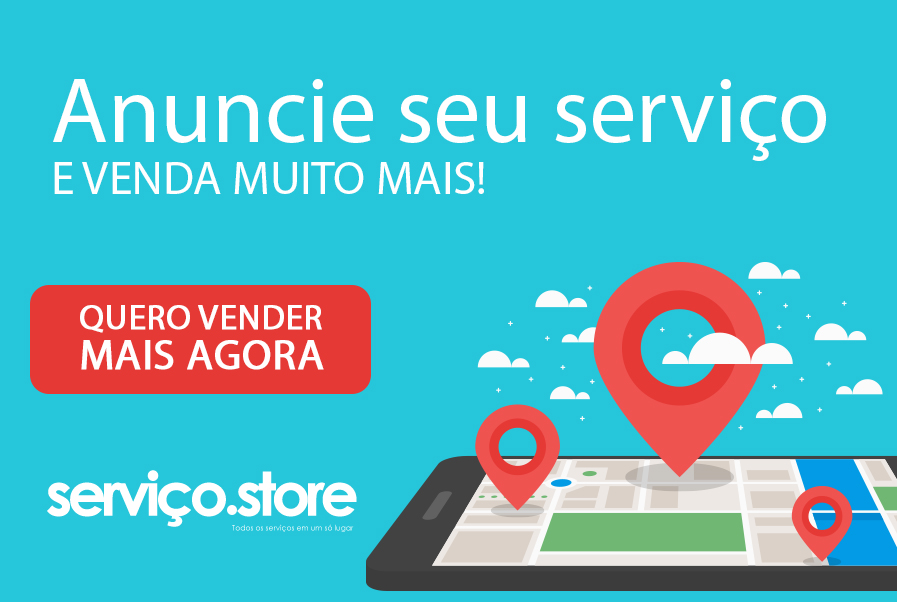 Anuncie seu serviço
E VENDA MUITO MAIS!
QUERO VENDER
MAIS AGORA
serviço.store
Todos os serviços em um só lugar